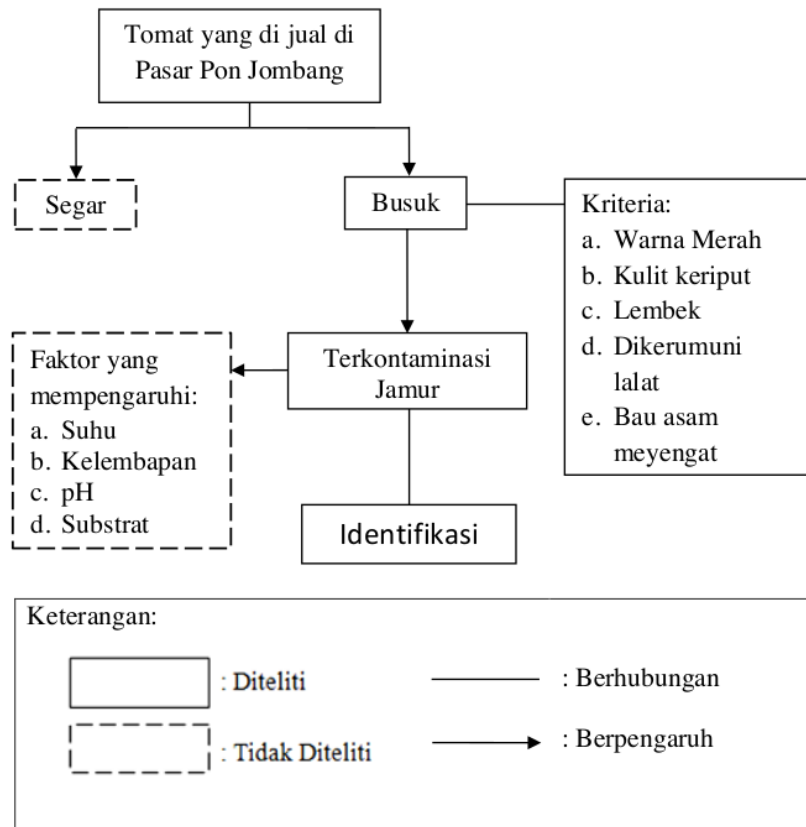 Tomat yang di jual di
Pasar Pon Jombang
Segar
Busuk
Kriteria:
a. Warna Merah
b. Kulit keriput
c. Lembek
d. Dikerumuni
lalat
e. Bau asam
meyengat
Faktor yang
mempengaruhi:
a. Suhu
b. Kelembapan
c. pH
d. Substrat
Terkontaminasi
Jamur
Identifikasi
Keterangan:
: Diteliti
: Berhubungan
: Tidak Diteliti
: Berpengaruh